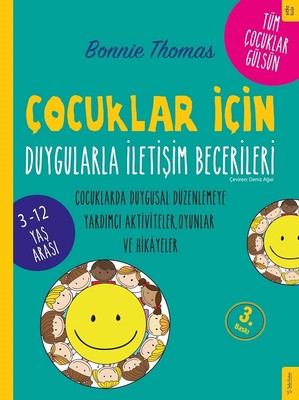 TÜM
ÇOCUKLAR
GÜLSÜN
Bonnie Thomas
ÇOCUKLAR İÇİN
DUYGULARLA İLETİŞİM BECERİLERİ
Çeviren: Deniz Ağar
ÇOCUKLARDA DUYGUSAL DÜZENLEMEYE
YARDIMCI AKTİVİTELER, OYUNLAR
VE HİKAYELER
3-12
YAŞ
ARASI
3.
Baskı